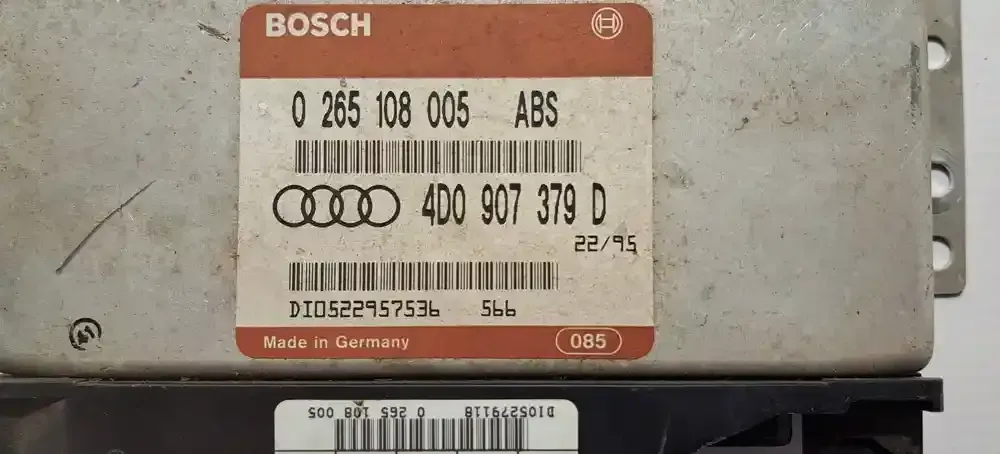 BOSCH
0 265 108 005 ABS
4D0 907 379 D
22/95
DI0522957536 566
Made in Germany 085
DI05279118 0 265 108 005